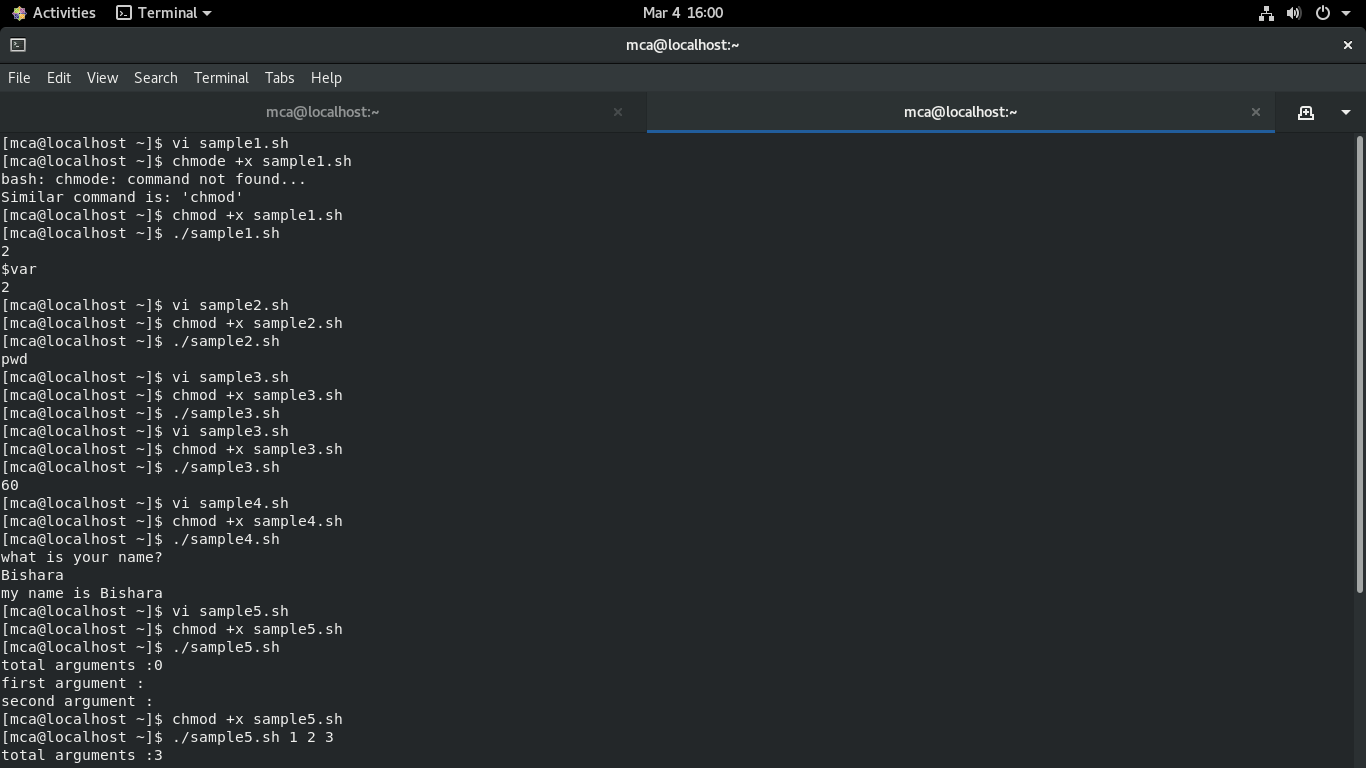 Activities Terminal Mar 4 16:00
mca@localhost:~
File Edit View Search Terminal Tabs Help
mca@localhost:~ mca@localhost:~
[mca@localhost ~]$ vi sample1.sh
[mca@localhost ~]$ chmode +x sample1.sh
bash: chmode: command not found...
Similar command is: 'chmod'
[mca@localhost ~]$ chmod +x sample1.sh
[mca@localhost ~]$ ./sample1.sh
2
$var
2
[mca@localhost ~]$ vi sample2.sh
[mca@localhost ~]$ chmod +x sample2.sh
[mca@localhost ~]$ ./sample2.sh
pwd
[mca@localhost ~]$ vi sample3.sh
[mca@localhost ~]$ chmod +x sample3.sh
[mca@localhost ~]$ ./sample3.sh
[mca@localhost ~]$ vi sample3.sh
[mca@localhost ~]$ chmod +x sample3.sh
[mca@localhost ~]$ ./sample3.sh
60
[mca@localhost ~]$ vi sample4.sh
[mca@localhost ~]$ chmod +x sample4.sh
[mca@localhost ~]$ ./sample4.sh
what is your name?
Bishara
my name is Bishara
[mca@localhost ~]$ vi sample5.sh
[mca@localhost ~]$ chmod +x sample5.sh
[mca@localhost ~]$ ./sample5.sh
total arguments :0
first argument :
second argument :
[mca@localhost ~]$ chmod +x sample5.sh
[mca@localhost ~]$ ./sample5.sh 1 2 3
total arguments :3